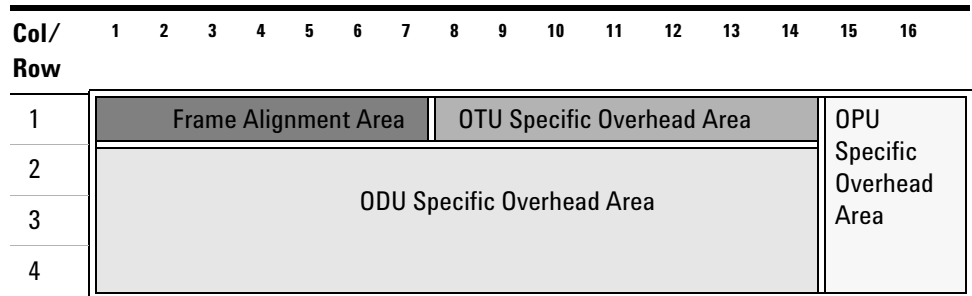 Col/ 1 2 3 4 5 6 7 8 9 10 11 12 13 14 15 16
Row
1 Frame Alignment Area OTU Specific Overhead Area OPU
Specific
2 Overhead
ODU Specific Overhead Area
3 Area
4